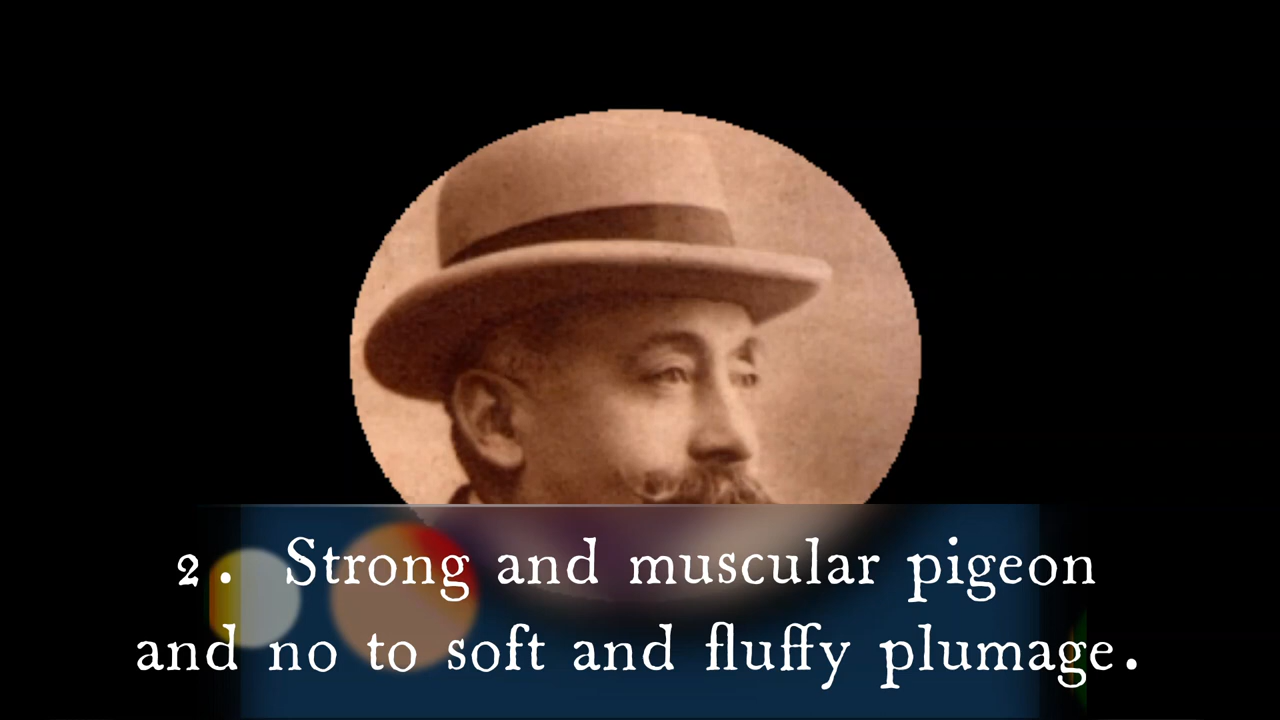 2. Strong and muscular pigeon
and no to soft and fluffy plumage.